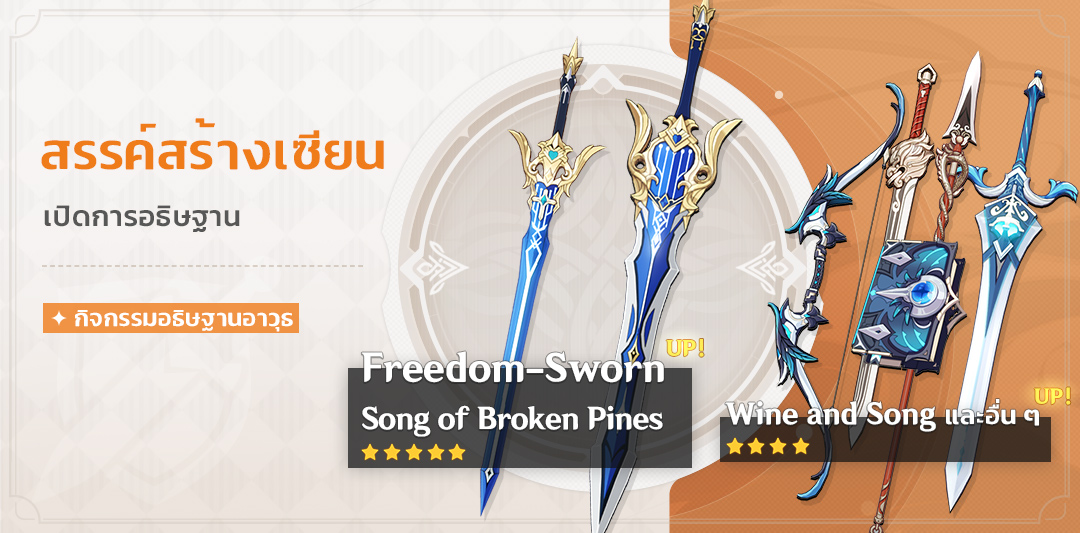 สรรค์สร้างเซียน
เปิดการอธิษฐาน
✦ กิจกรรมอธิษฐานอาวุธ
Freedom-Sworn UP!
Song of Broken Pines
Wine and Song และอื่น ๆ UP!